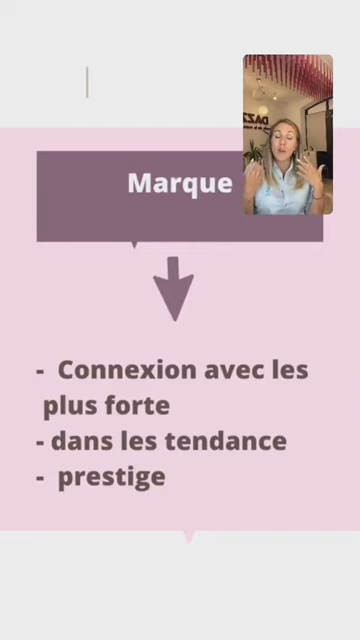 Marque
- Connexion avec les
plus forte
- dans les tendance
- prestige